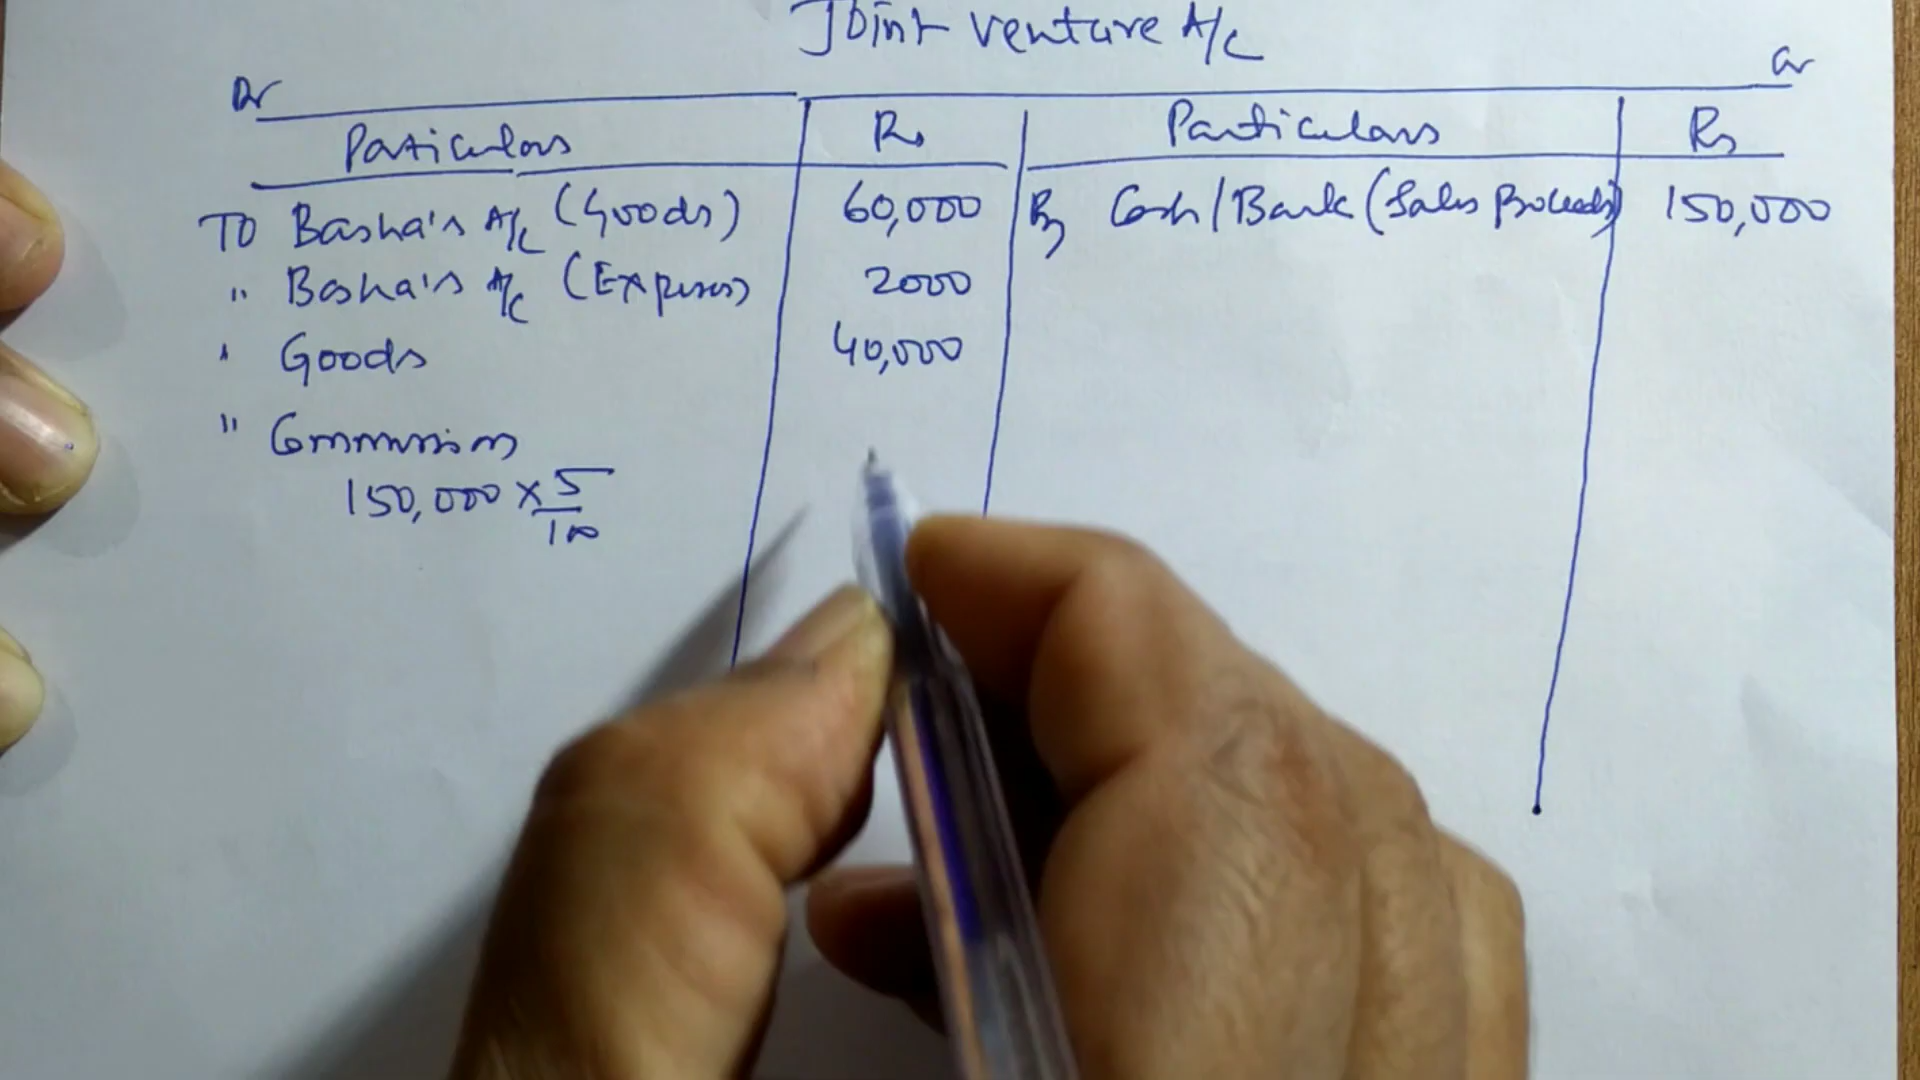 Joint Venture A/c
Dr Cr
Particulars Rs Particulars Rs
To Basha's A/c (Goods) 60,000 By Cash/Bank (Sales Proceeds) 150,000
" Basha's A/c (Expenses) 2000
" Goods 40,000
" Commission
150,000 × 5/100